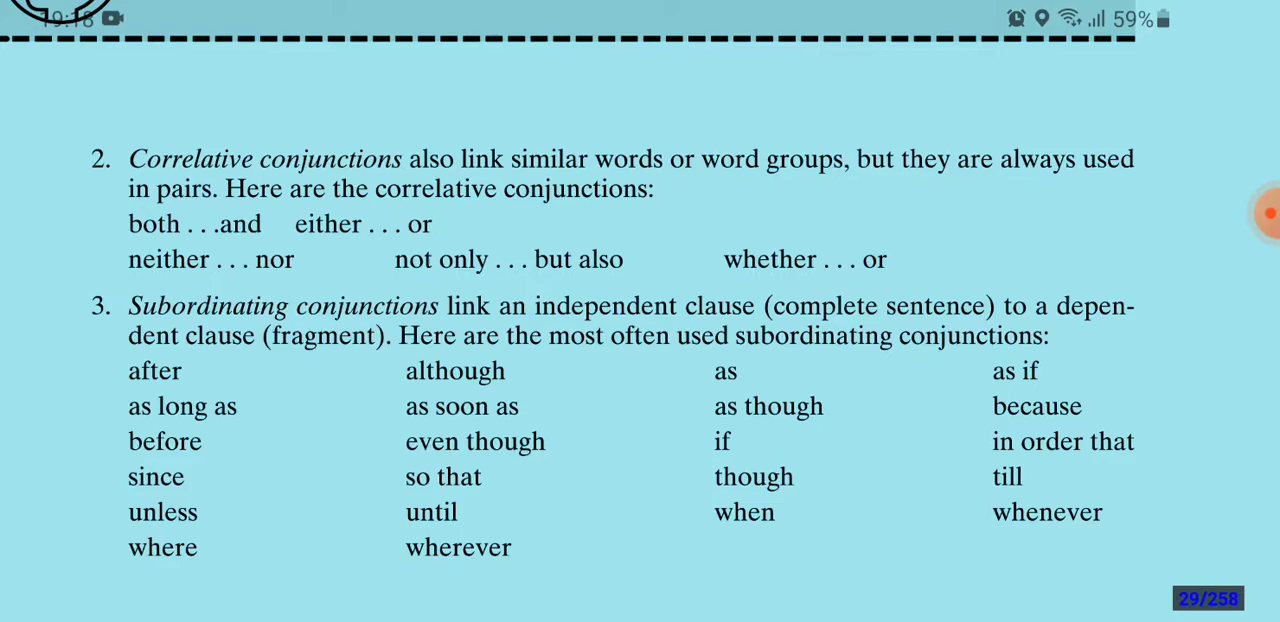 19:18 59%
2. Correlative conjunctions also link similar words or word groups, but they are always used
in pairs. Here are the correlative conjunctions:
both . . .and either . . . or
neither . . . nor not only . . . but also whether . . . or
3. Subordinating conjunctions link an independent clause (complete sentence) to a depen-
dent clause (fragment). Here are the most often used subordinating conjunctions:
after although as as if
as long as as soon as as though because
before even though if in order that
since so that though till
unless until when whenever
where wherever
29/258